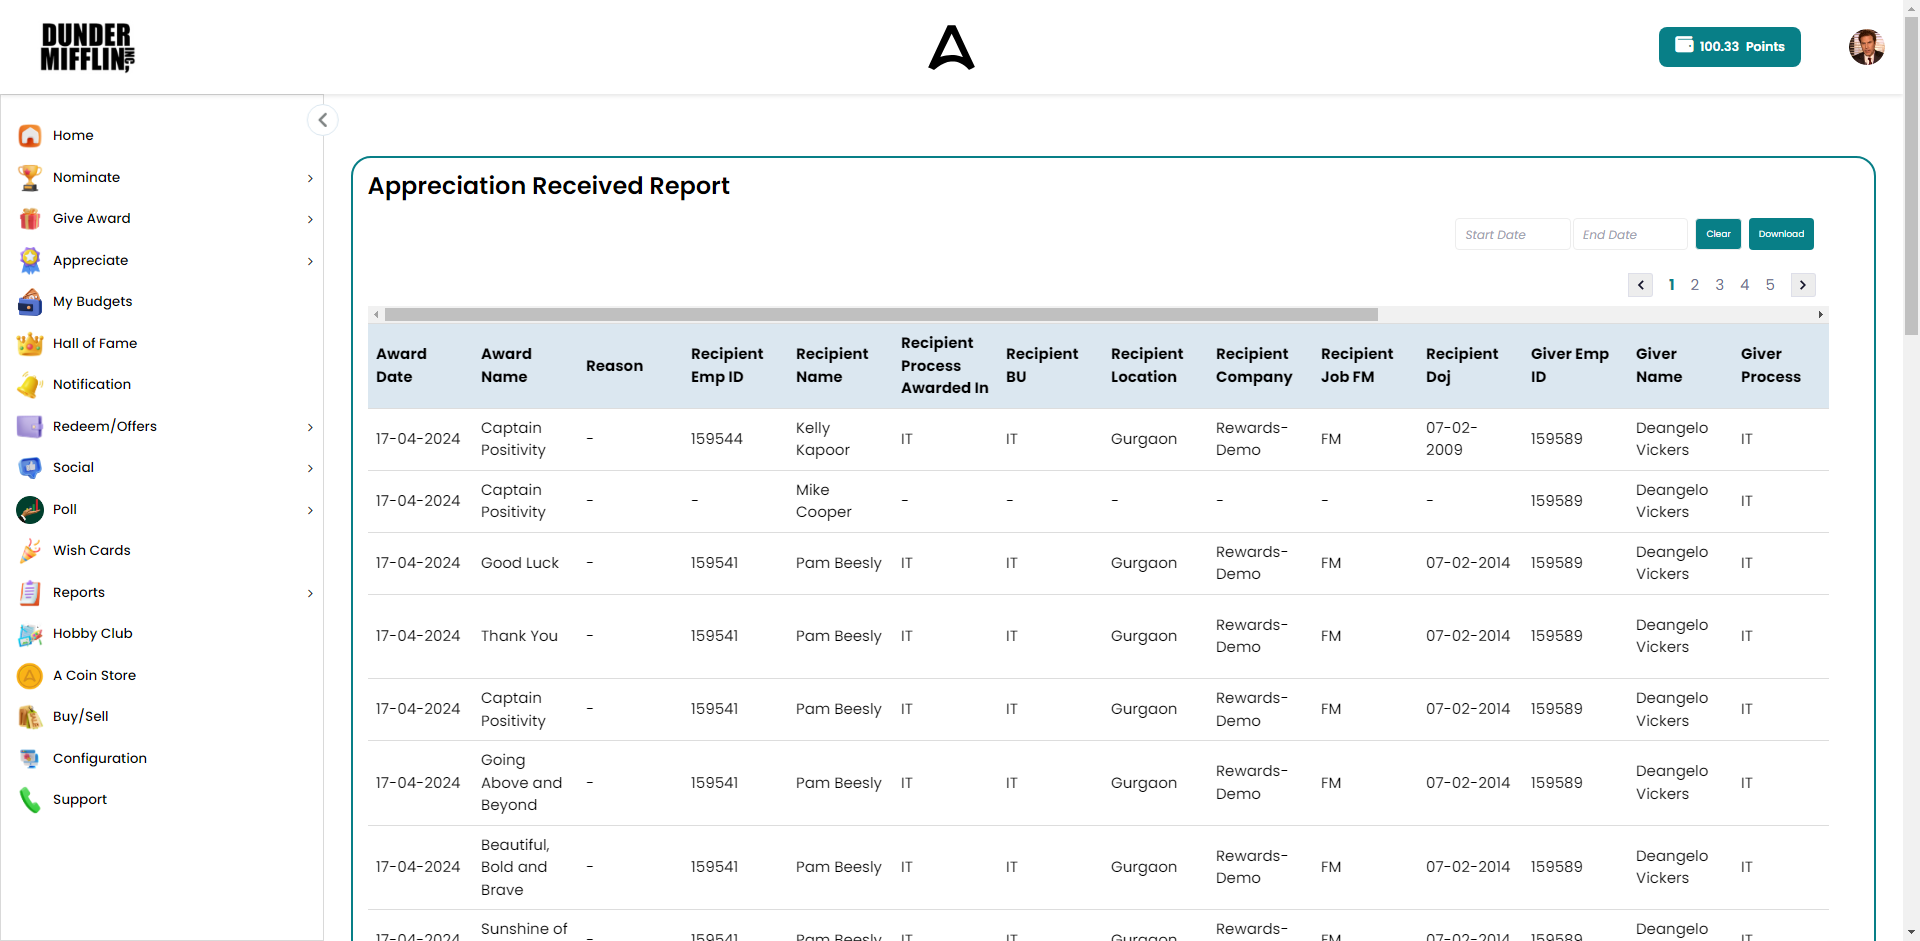 DUNDER
MIFFLIN, INC
100.33 Points
Home
Nominate
Give Award
Appreciate
My Budgets
Hall of Fame
Notification
Redeem/Offers
Social
Poll
Wish Cards
Reports
Hobby Club
A Coin Store
Buy/Sell
Configuration
Support
Appreciation Received Report
Start Date End Date Clear Download
1 2 3 4 5
Award Date Award Name Reason Recipient Emp ID Recipient Name Recipient Process Awarded In Recipient BU Recipient Location Recipient Company Recipient Job FM Recipient Doj Giver Emp ID Giver Name Giver Process
17-04-2024 Captain Positivity - 159544 Kelly Kapoor IT IT Gurgaon Rewards-Demo FM 07-02-2009 159589 Deangelo Vickers IT
17-04-2024 Captain Positivity - - Mike Cooper - - - - - - 159589 Deangelo Vickers IT
17-04-2024 Good Luck - 159541 Pam Beesly IT IT Gurgaon Rewards-Demo FM 07-02-2014 159589 Deangelo Vickers IT
17-04-2024 Thank You - 159541 Pam Beesly IT IT Gurgaon Rewards-Demo FM 07-02-2014 159589 Deangelo Vickers IT
17-04-2024 Captain Positivity - 159541 Pam Beesly IT IT Gurgaon Rewards-Demo FM 07-02-2014 159589 Deangelo Vickers IT
17-04-2024 Going Above and Beyond - 159541 Pam Beesly IT IT Gurgaon Rewards-Demo FM 07-02-2014 159589 Deangelo Vickers IT
17-04-2024 Beautiful, Bold and Brave - 159541 Pam Beesly IT IT Gurgaon Rewards-Demo FM 07-02-2014 159589 Deangelo Vickers IT
17-04-2024 Sunshine of - 159541 Pam Beesly IT IT Gurgaon Rewards- FM 07-02-2014 159589 Deangelo IT